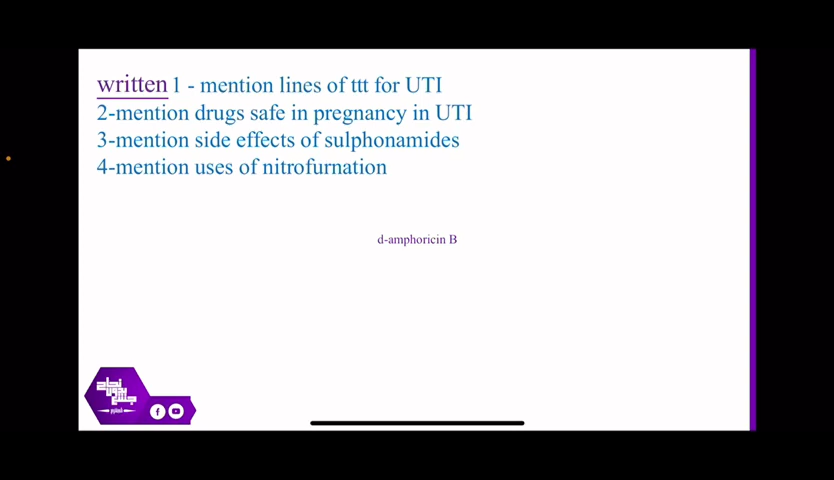 written 1 - mention lines of ttt for UTI
2-mention drugs safe in pregnancy in UTI
3-mention side effects of sulphonamides
4-mention uses of nitrofurnation
d-amphoricin B